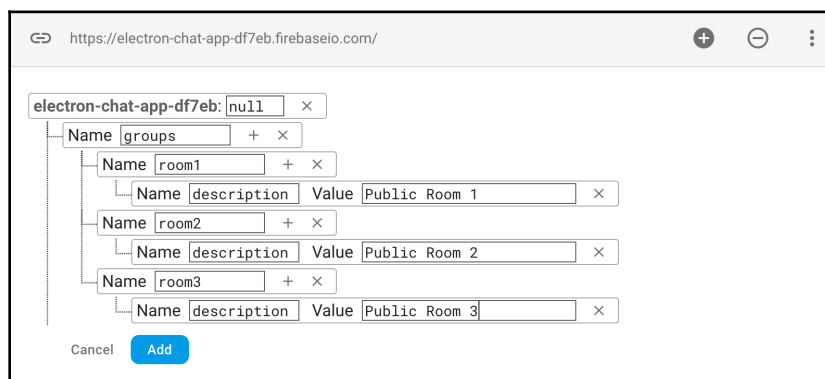 https://electron-chat-app-df7eb.firebaseio.com/
electron-chat-app-df7eb: null
Name groups
Name room1
Name description Value Public Room 1
Name room2
Name description Value Public Room 2
Name room3
Name description Value Public Room 3
Cancel Add